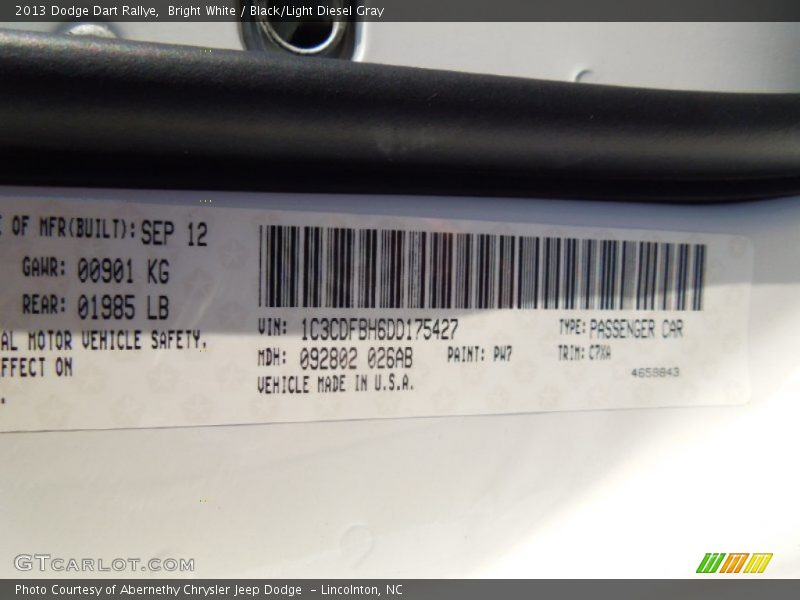 2013 Dodge Dart Rallye, Bright White / Black/Light Diesel Gray
E OF MFR(BUILT): SEP 12
GAWR: 00901 KG
REAR: 01985 LB
AL MOTOR VEHICLE SAFETY,
FFECT ON
.
VIN: 1C3CDFBH6DD175427
TYPE: PASSENGER CAR
MDH: 092802 026AB
PAINT: PW7
TRIM: C7XA
VEHICLE MADE IN U.S.A.
4658843
GTCARLOT.COM
Photo Courtesy of Abernethy Chrysler Jeep Dodge - Lincolnton, NC